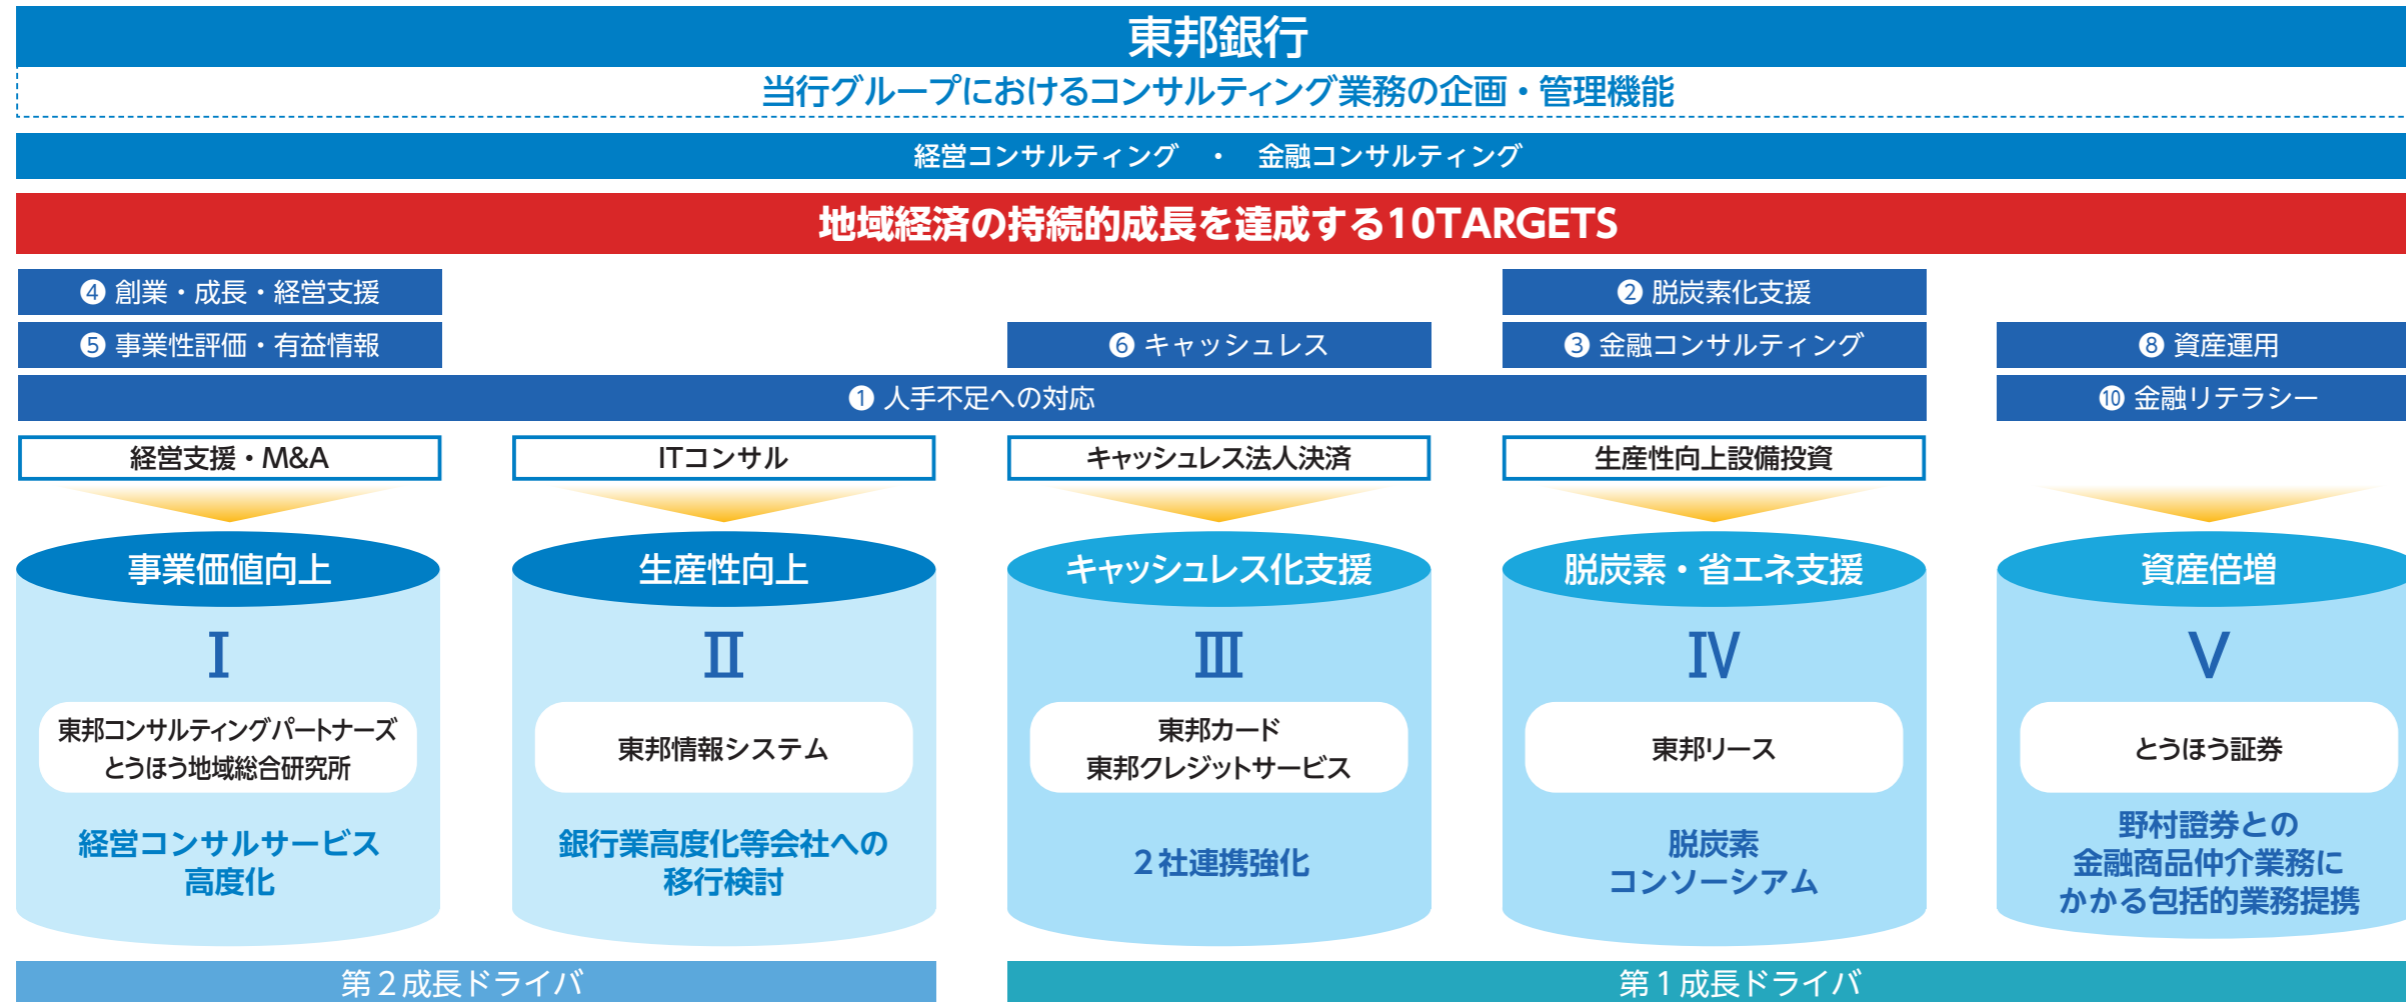 東邦銀行
当行グループにおけるコンサルティング業務の企画・管理機能
経営コンサルティング ・ 金融コンサルティング
地域経済の持続的成長を達成する10TARGETS
❹ 創業・成長・経営支援
❷ 脱炭素化支援
❺ 事業性評価・有益情報
❻ キャッシュレス
❸ 金融コンサルティング
❽ 資産運用
❶ 人手不足への対応
❿ 金融リテラシー
経営支援・M&A
ITコンサル
キャッシュレス法人決済
生産性向上設備投資
事業価値向上
Ⅰ
東邦コンサルティングパートナーズ
とうほう地域総合研究所
経営コンサルサービス
高度化
生産性向上
Ⅱ
東邦情報システム
銀行業高度化等会社への
移行検討
キャッシュレス化支援
Ⅲ
東邦カード
東邦クレジットサービス
２社連携強化
脱炭素・省エネ支援
Ⅳ
東邦リース
脱炭素
コンソーシアム
資産倍増
Ⅴ
とうほう証券
野村證券との
金融商品仲介業務に
かかる包括的業務提携
第２成長ドライバ
第１成長ドライバ